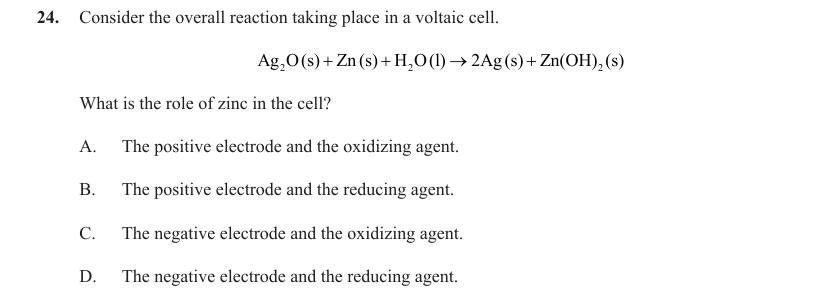 24. Consider the overall reaction taking place in a voltaic cell.
Ag₂O(s) + Zn(s) + H₂O(l) → 2Ag(s) + Zn(OH)₂(s)
What is the role of zinc in the cell?
A. The positive electrode and the oxidizing agent.
B. The positive electrode and the reducing agent.
C. The negative electrode and the oxidizing agent.
D. The negative electrode and the reducing agent.